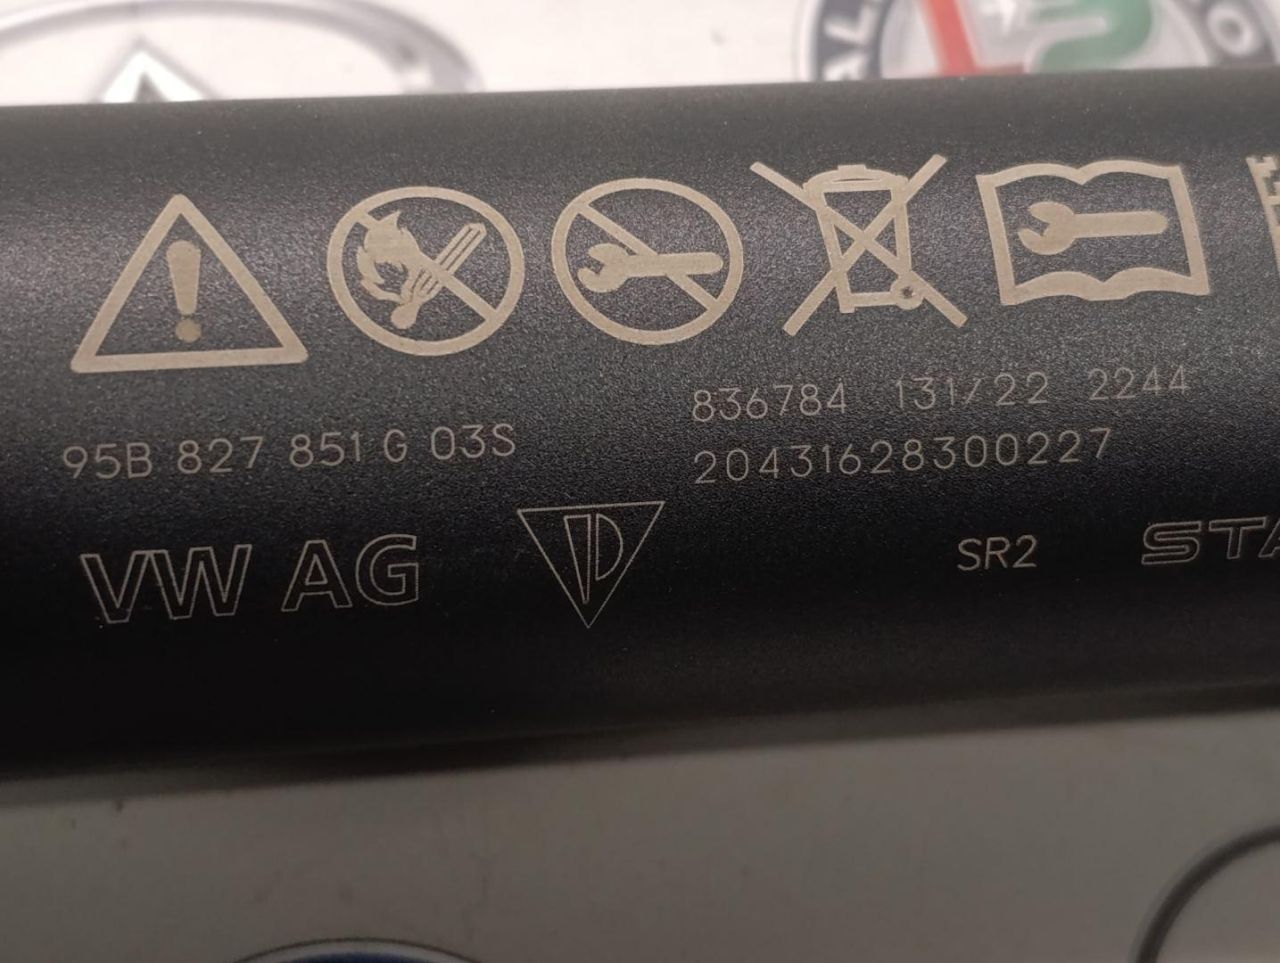 836784 131/22 2244
95B 827 851 G 03S
20431628300227
VW AG
SR2